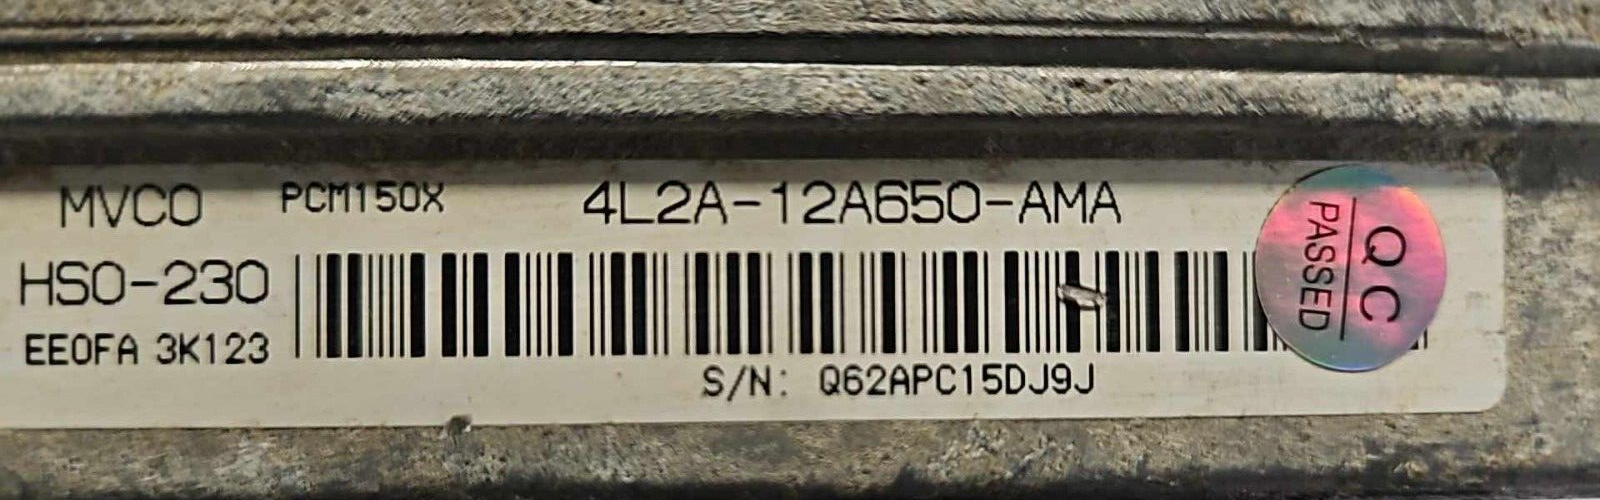 MVCO PCM150X 4L2A-12A650-AMA
HSO-230
EEOFA 3K123
S/N: Q62APC15DJ9J
QC
PASSED